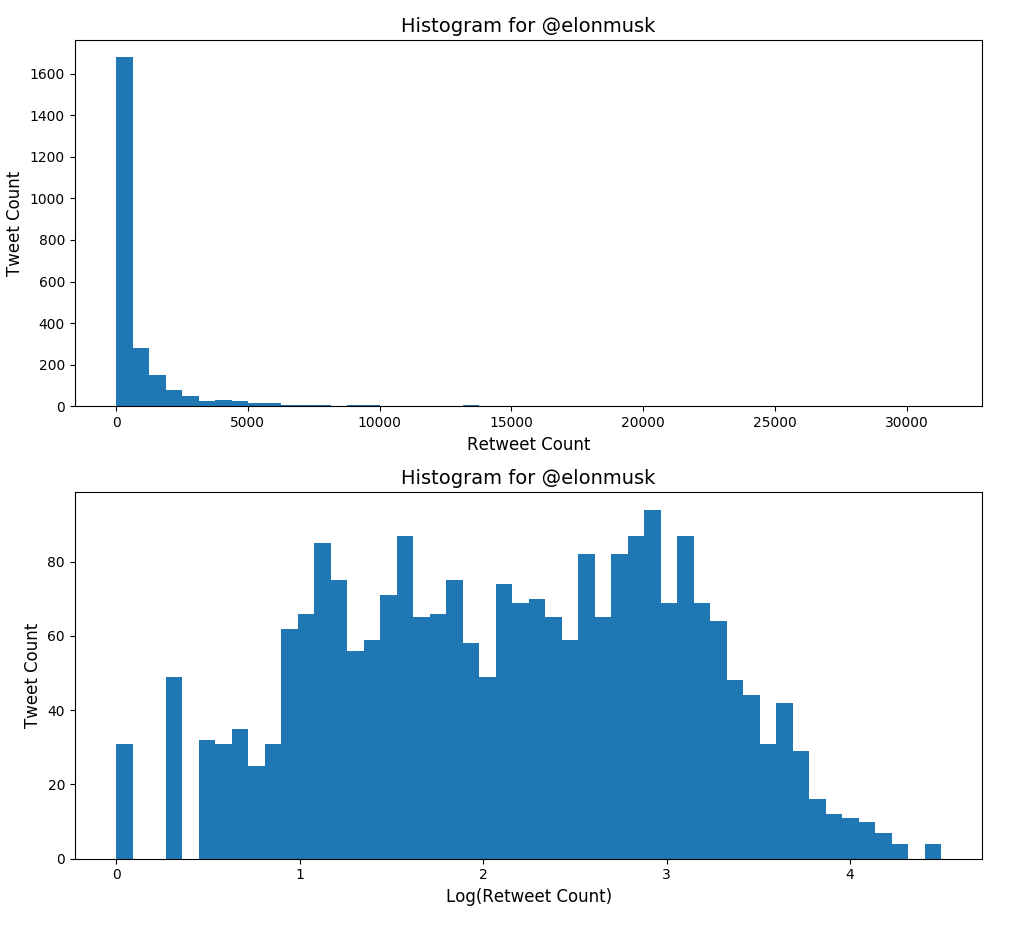 Histogram for @elonmusk
Tweet Count
1600
1400
1200
1000
800
600
400
200
0
0 5000 10000 15000 20000 25000 30000
Retweet Count
Histogram for @elonmusk
Tweet Count
80
60
40
20
0
0 1 2 3 4
Log(Retweet Count)